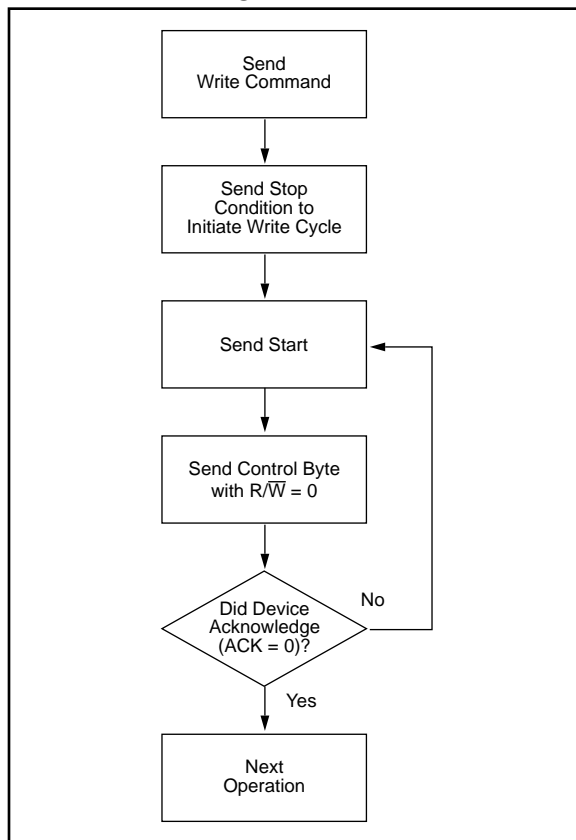 Send
Write Command
Send Stop
Condition to
Initiate Write Cycle
Send Start
Send Control Byte
with R/W̅ = 0
Did Device
Acknowledge
(ACK = 0)?
No
Yes
Next
Operation